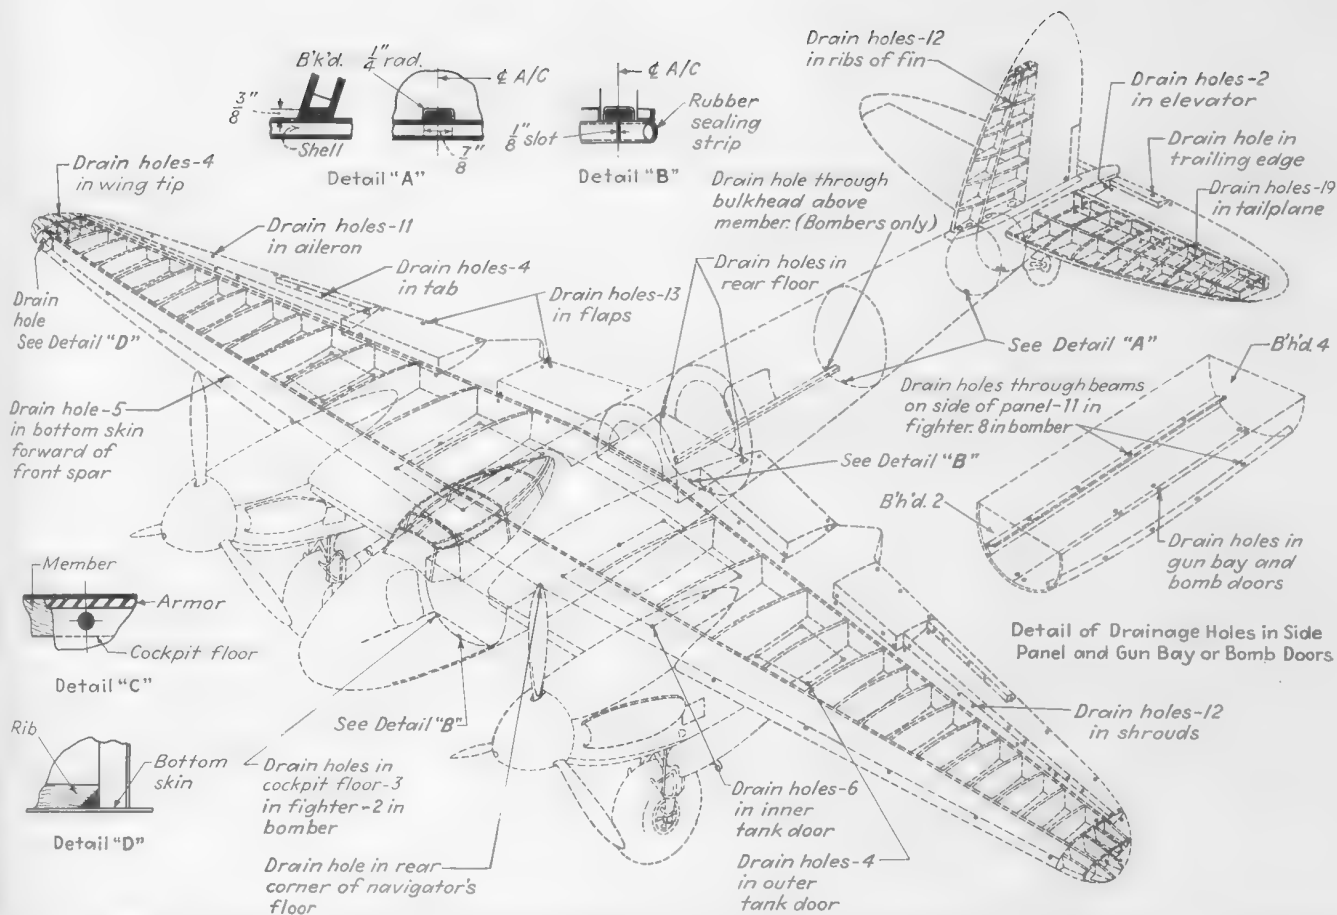 B'k'd.
1/4" rad.
℄ A/C
3/8"
Shell
7/8"
Detail "A"
℄ A/C
1/8" slot
Rubber
sealing
strip
Detail "B"
Drain holes-12
in ribs of fin
Drain holes-2
in elevator
Drain hole in
trailing edge
Drain holes-19
in tailplane
Drain holes-4
in wing tip
Drain holes-11
in aileron
Drain holes-4
in tab
Drain holes-13
in flaps
Drain hole through
bulkhead above
member. (Bombers only)
Drain holes in
rear floor
Drain
hole
See Detail "D"
See Detail "A"
B'h'd. 4
Drain holes through beams
on side of panel-11 in
fighter. 8 in bomber
Drain hole-5
in bottom skin
forward of
front spar
See Detail "B"
B'h'd. 2
Drain holes in
gun bay and
bomb doors
Detail of Drainage Holes in Side
Panel and Gun Bay or Bomb Doors
Member
Armor
Cockpit floor
Detail "C"
Rib
Bottom
skin
Detail "D"
See Detail "B"
Drain holes in
cockpit floor-3
in fighter-2 in
bomber
Drain hole in rear
corner of navigator's
floor
Drain holes-6
in inner
tank door
Drain holes-4
in outer
tank door
Drain holes-12
in shrouds